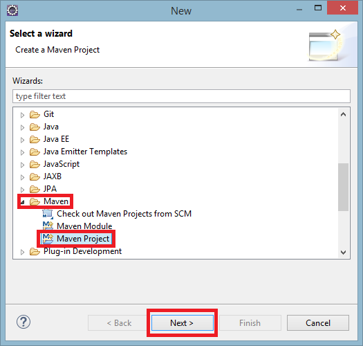 New
Select a wizard
Create a Maven Project
Wizards:
type filter text
Git
Java
Java EE
Java Emitter Templates
JavaScript
JAXB
JPA
Maven
Check out Maven Projects from SCM
Maven Module
Maven Project
Plug-in Development
? < Back Next > Finish Cancel